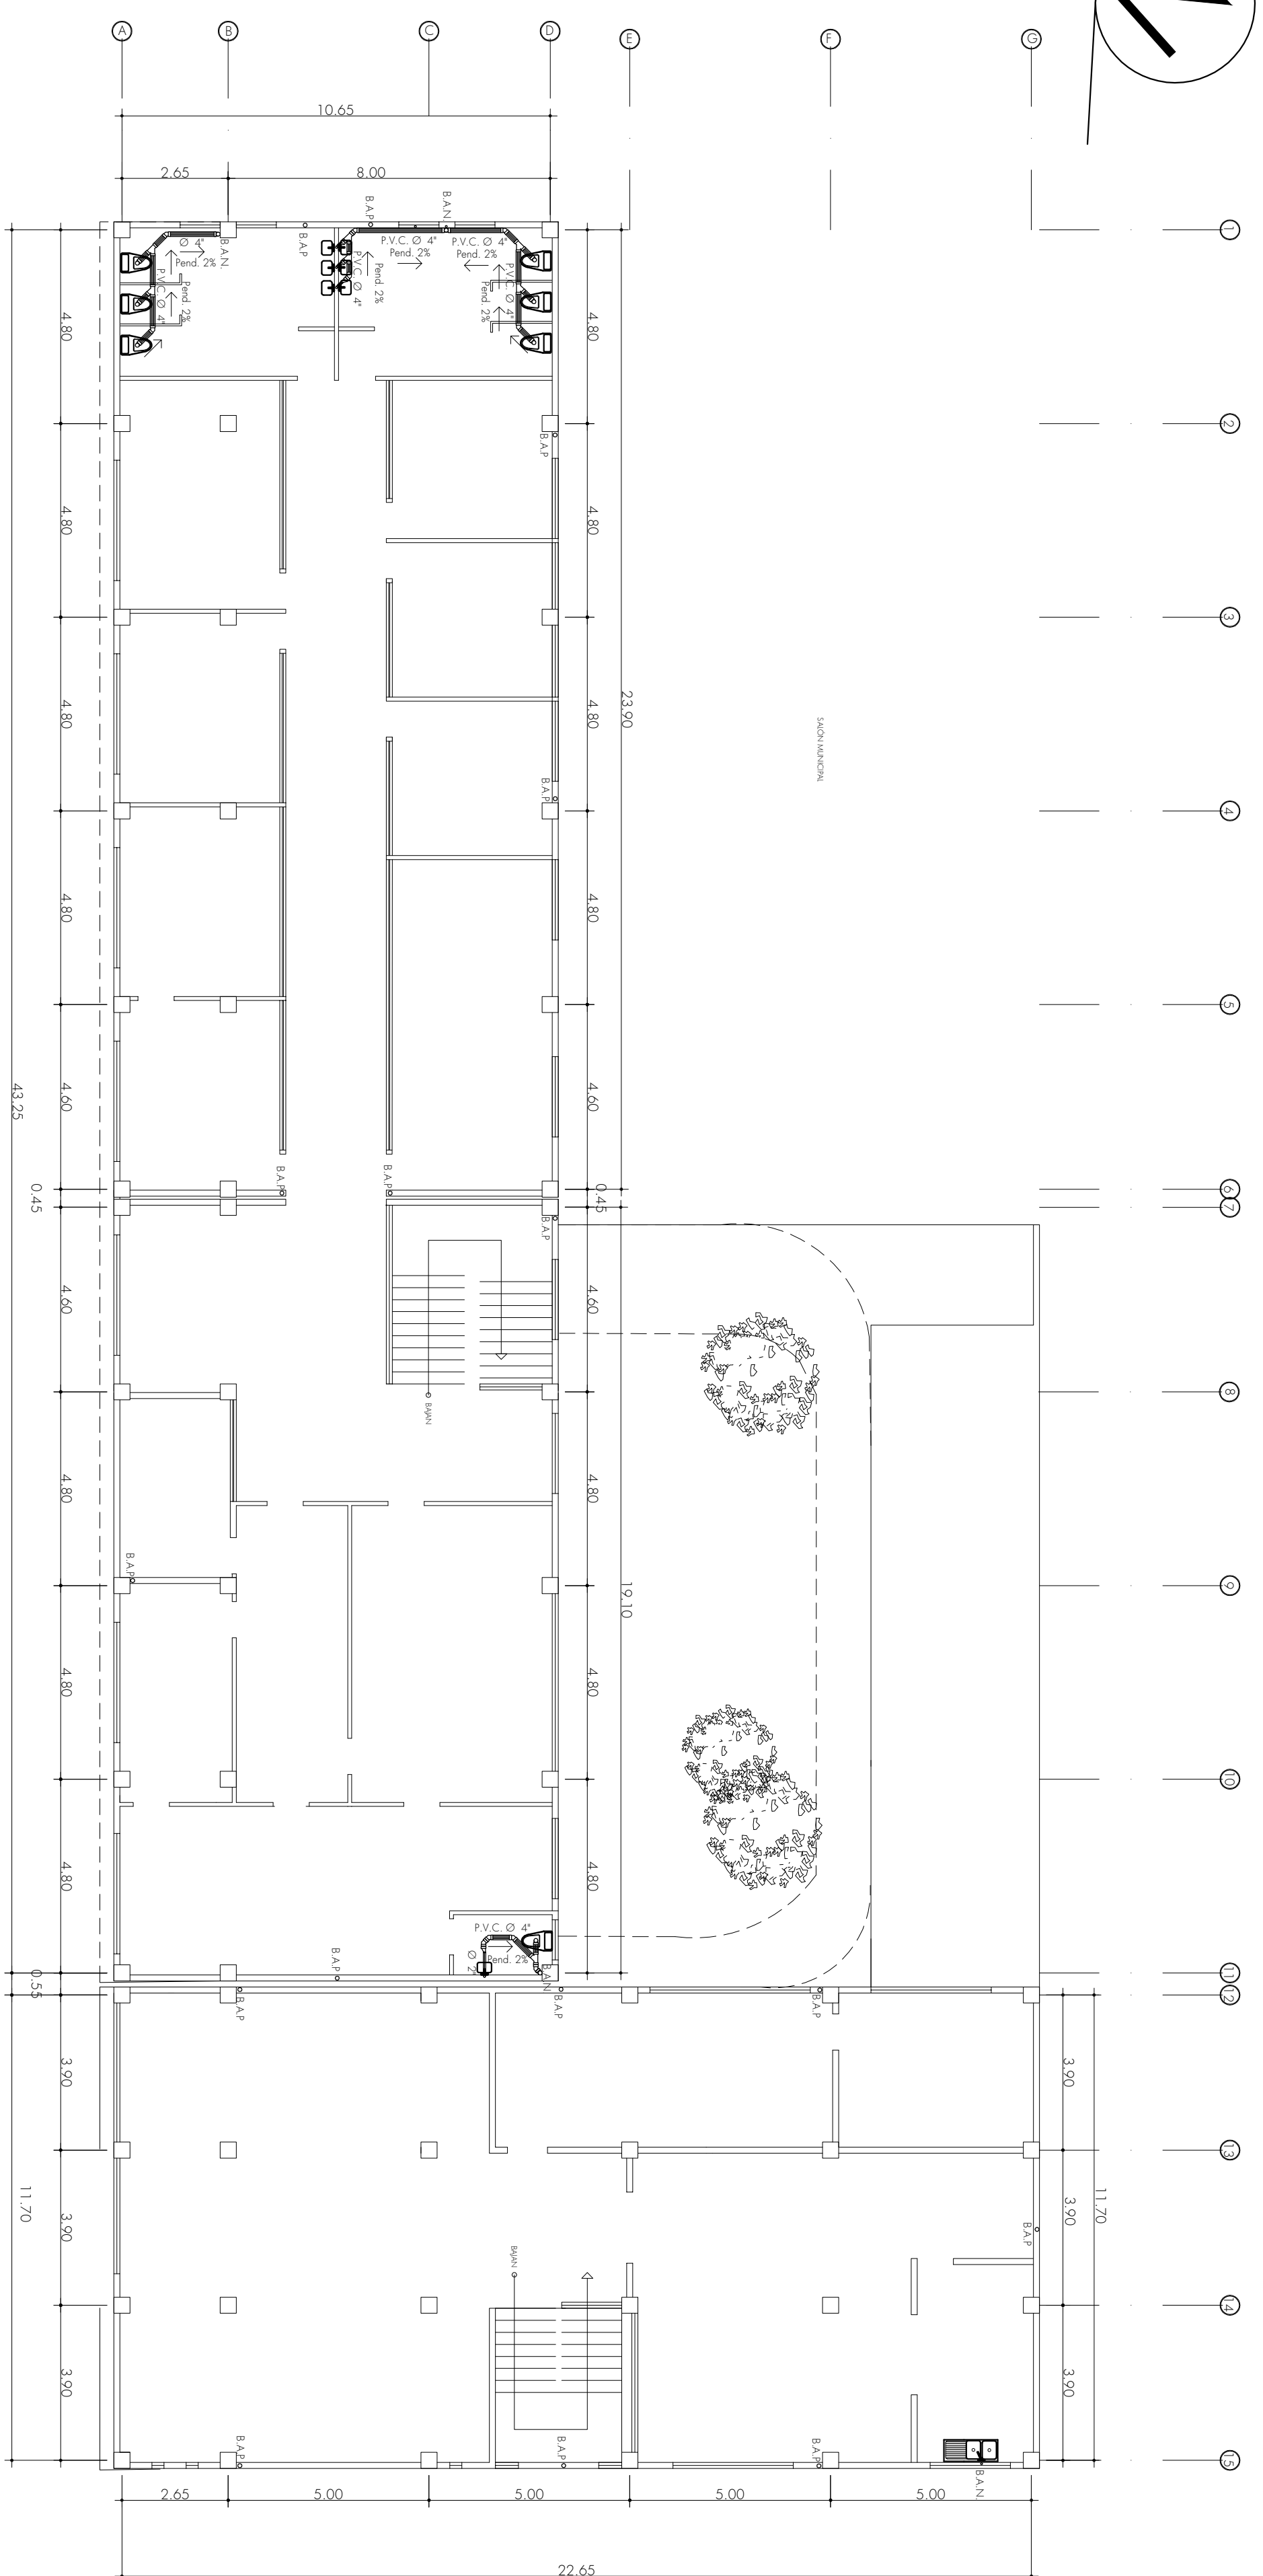 A
B
C
D
E
F
G
10.65
2.65
8.00
B.A.P
B.A.N.
1
Ø 4"
Pend. 2%
B.A.N.
B.A.P
P.V.C. Ø 4"
P.V.C. Ø 4"
Pend. 2%
Pend. 2%
P.V.C. Ø 4"
Pend. 2%
P.V.C. Ø 4"
Pend. 2%
P.V.C. Ø 4"
Pend. 2%
4.80
4.80
2
B.A.P
4.80
4.80
3
4.80
4.80
23.90
SALÓN MUNICIPAL
B.A.P
4
4.80
4.80
5
43.25
4.60
4.60
B.A.P
B.A.P
6
7
0.45
0.45
B.A.P
4.60
4.60
8
BAJAN
4.80
4.80
B.A.P
9
19.10
4.80
4.80
10
4.80
4.80
P.V.C. Ø 4"
Ø 2"
Pend. 2%
B.A.N
B.A.P
11
0.55
12
B.A.P
B.A.P
B.A.P
3.90
3.90
13
11.70
11.70
3.90
3.90
B.A.P
BAJAN
14
3.90
3.90
B.A.P
B.A.P
B.A.P
B.A.N.
15
2.65
5.00
5.00
5.00
5.00
22.65